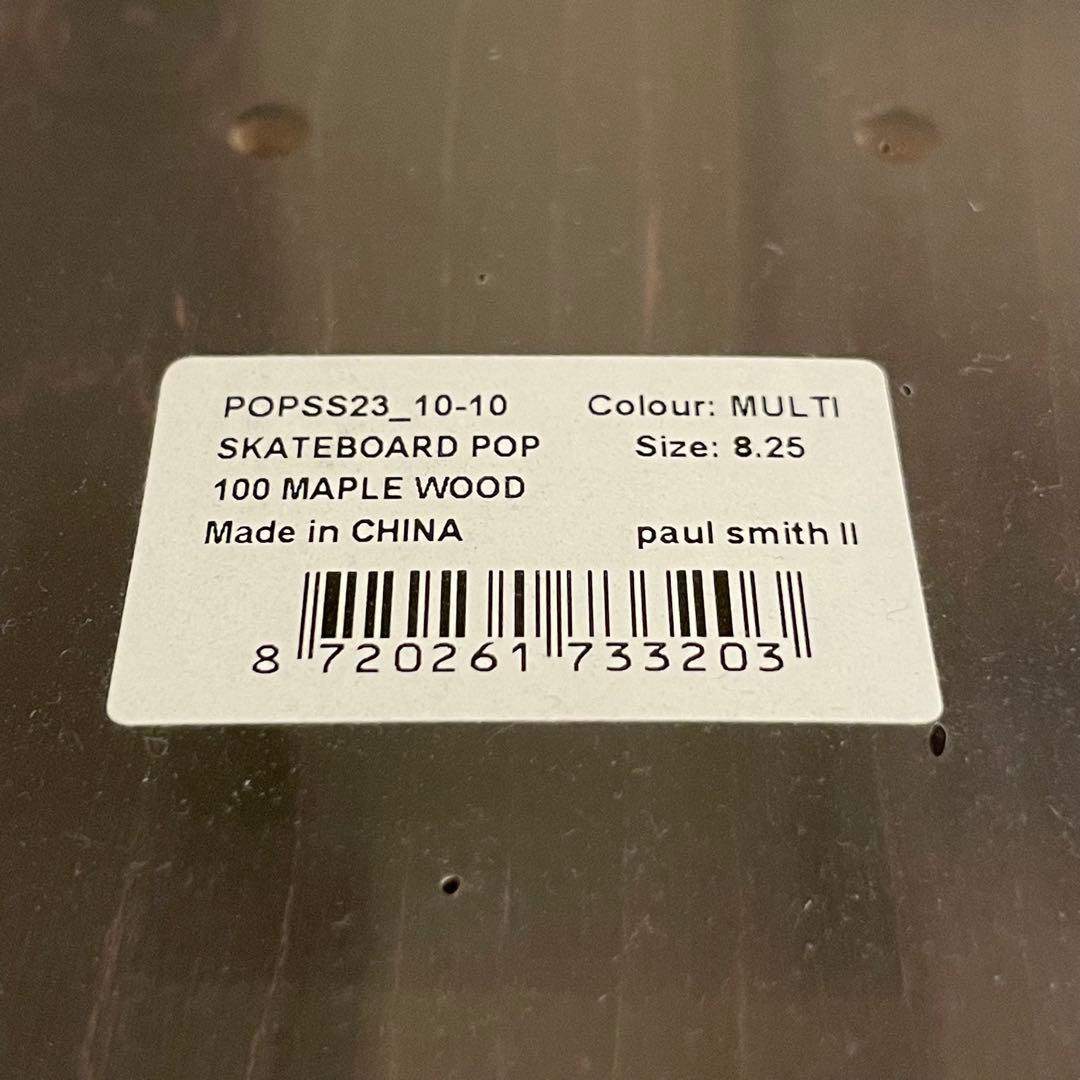 POPSS23_10-10 Colour: MULTI
SKATEBOARD POP Size: 8.25
100 MAPLE WOOD
Made in CHINA paul smith II
8 720261 733203